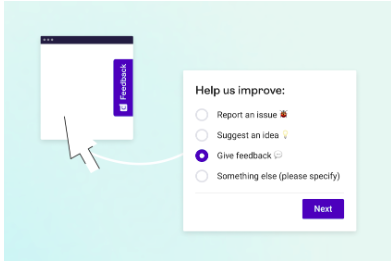 Feedback
Help us improve:
Report an issue 🐞
Suggest an idea 💡
Give feedback 💬
Something else (please specify)
Next